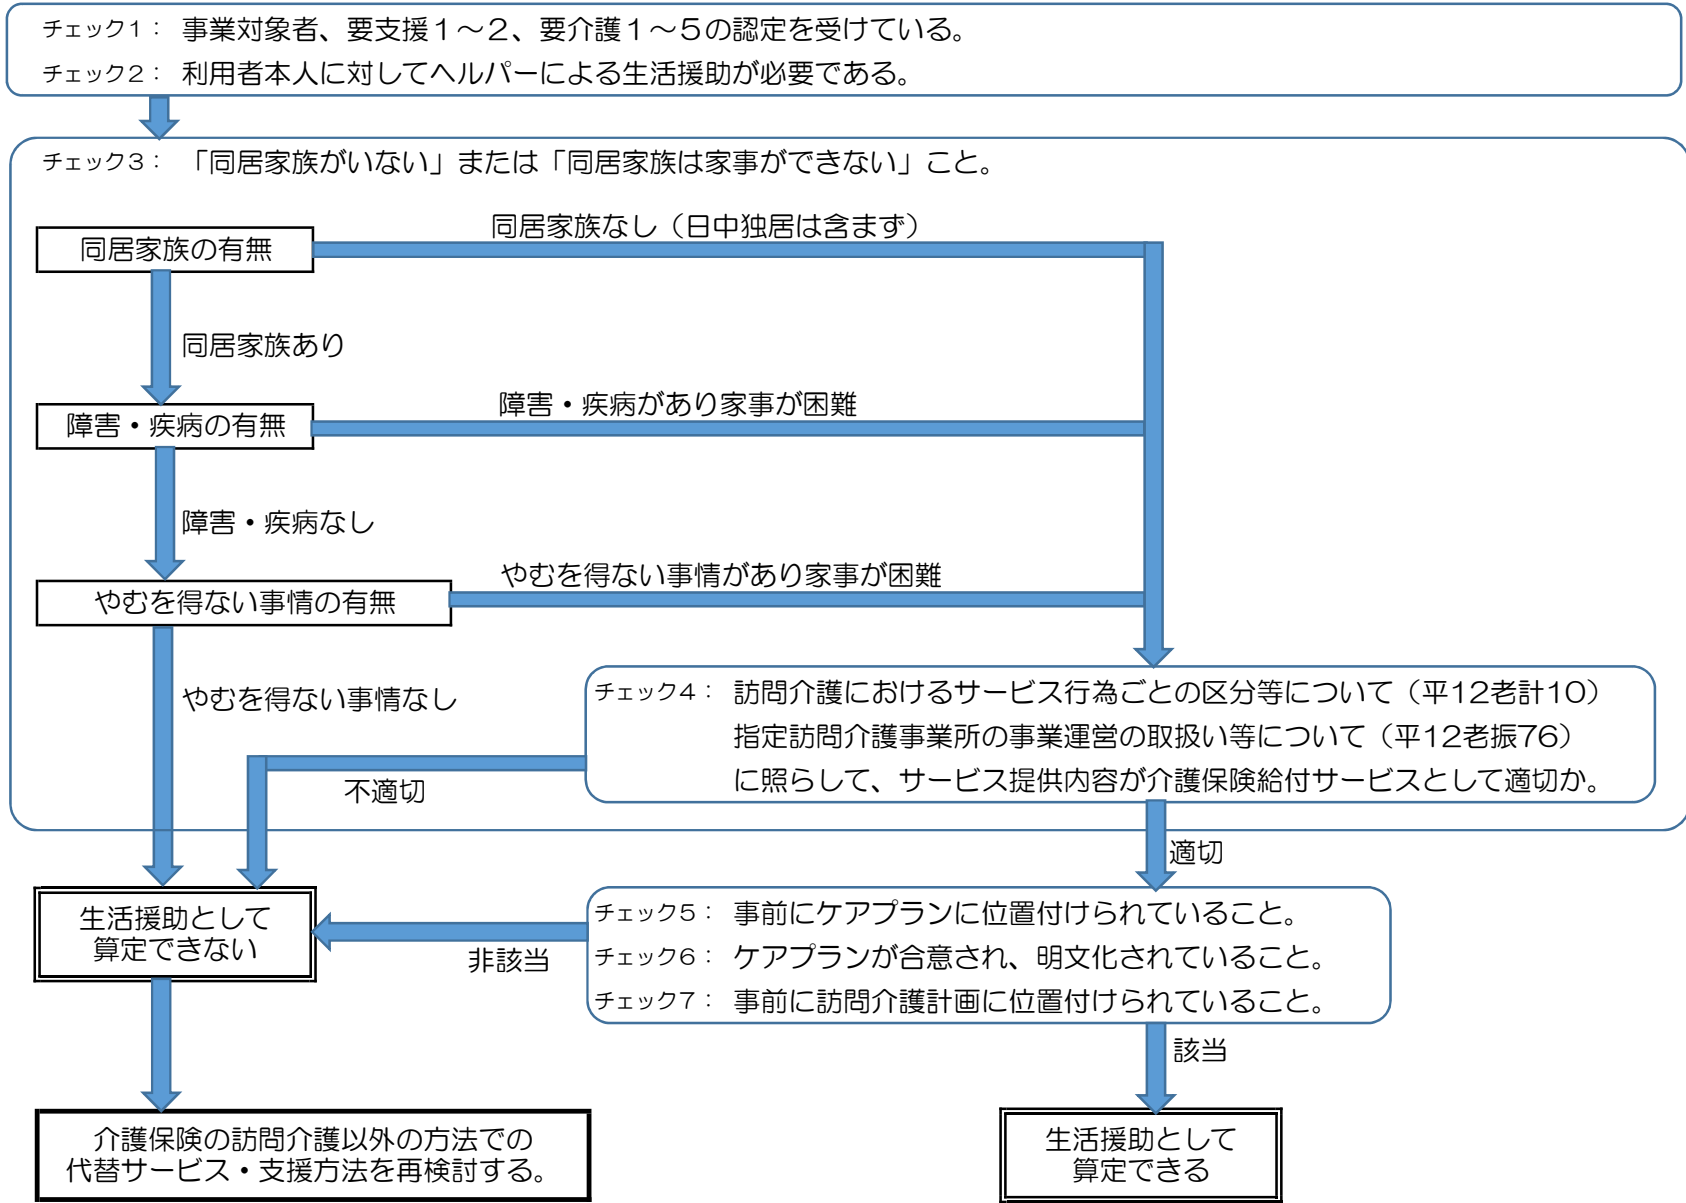 チェック1： 事業対象者、要支援１～２、要介護１～５の認定を受けている。
チェック2： 利用者本人に対してヘルパーによる生活援助が必要である。
チェック3： 「同居家族がいない」または「同居家族は家事ができない」こと。
同居家族なし（日中独居は含まず）
同居家族の有無
同居家族あり
障害・疾病があり家事が困難
障害・疾病の有無
障害・疾病なし
やむを得ない事情があり家事が困難
やむを得ない事情の有無
やむを得ない事情なし
チェック4： 訪問介護におけるサービス行為ごとの区分等について（平12老計10）
指定訪問介護事業所の事業運営の取扱い等について（平12老振76）
に照らして、サービス提供内容が介護保険給付サービスとして適切か。
不適切
適切
生活援助として
算定できない
非該当
チェック5： 事前にケアプランに位置付けられていること。
チェック6： ケアプランが合意され、明文化されていること。
チェック7： 事前に訪問介護計画に位置付けられていること。
該当
介護保険の訪問介護以外の方法での
代替サービス・支援方法を再検討する。
生活援助として
算定できる